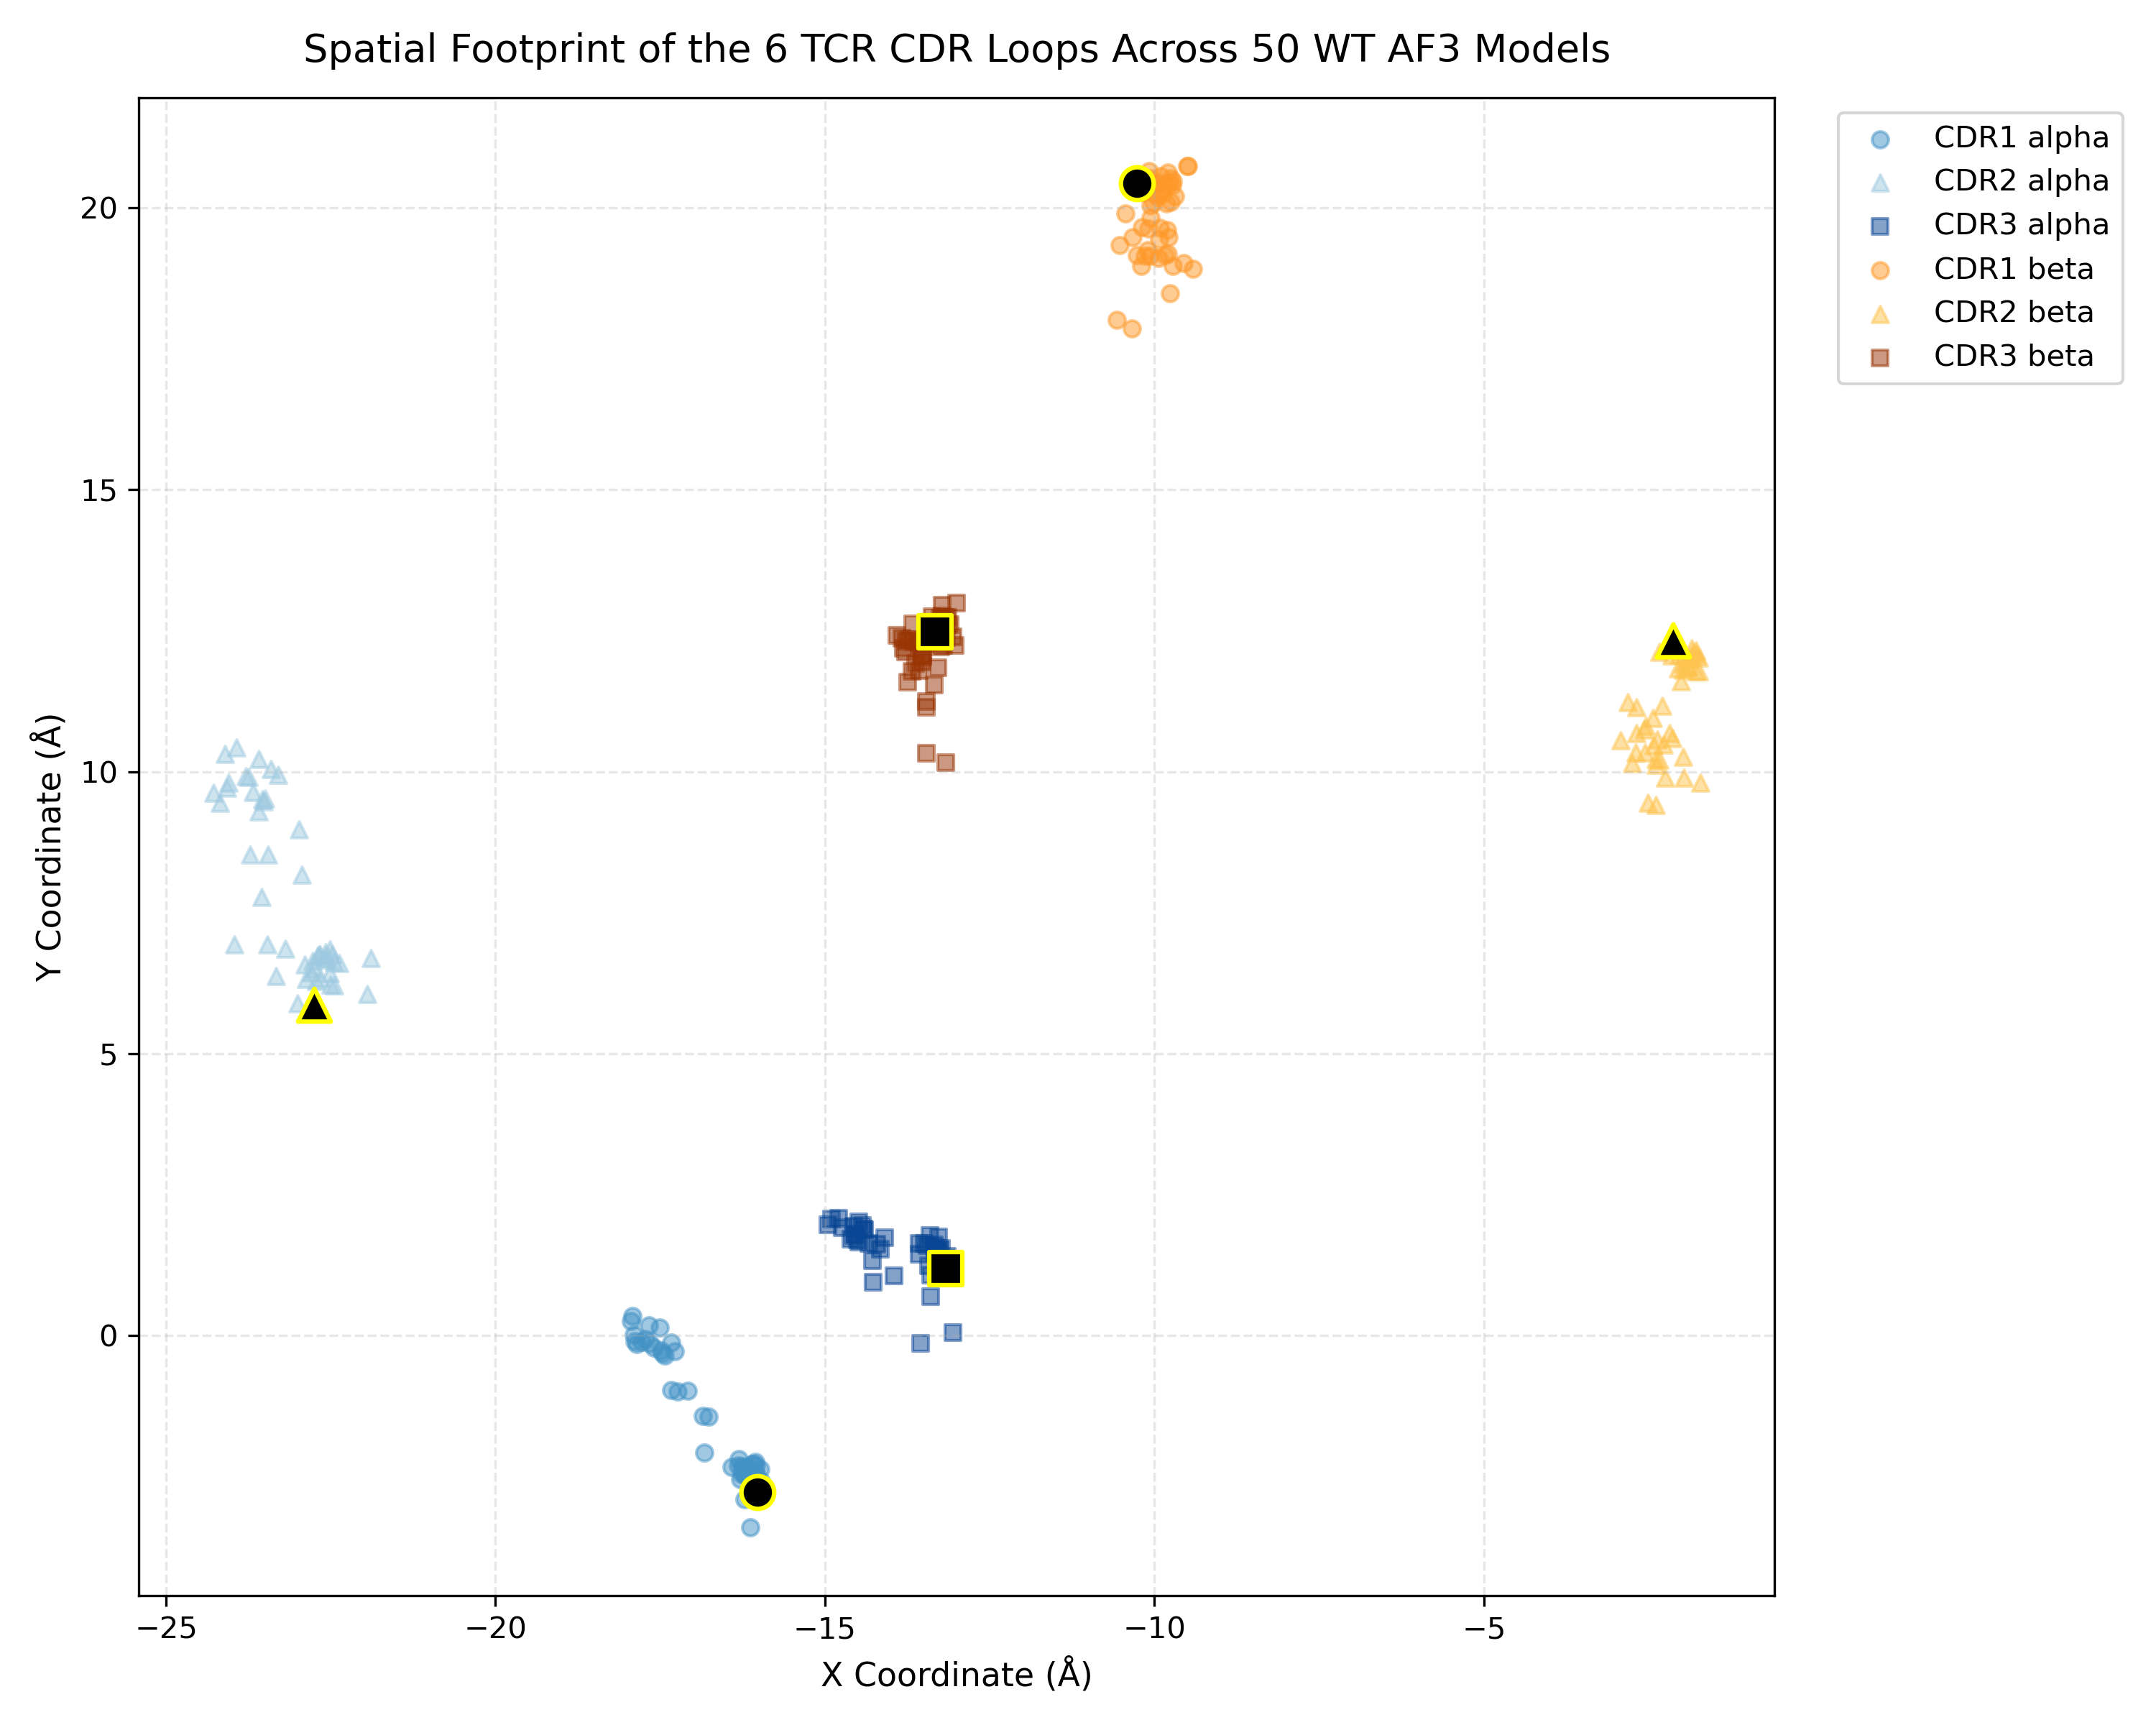 Spatial Footprint of the 6 TCR CDR Loops Across 50 WT AF3 Models
CDR1 alpha
CDR2 alpha
CDR3 alpha
CDR1 beta
CDR2 beta
CDR3 beta
20
15
10
5
0
Y Coordinate (Å)
−25
−20
−15
−10
−5
X Coordinate (Å)